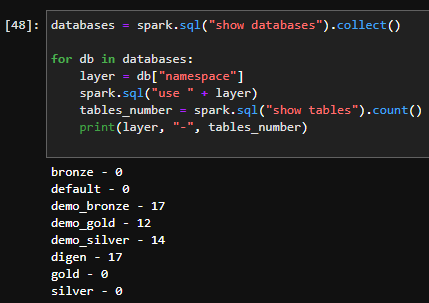 [48]: databases = spark.sql("show databases").collect()
for db in databases:
layer = db["namespace"]
spark.sql("use " + layer)
tables_number = spark.sql("show tables").count()
print(layer, "-", tables_number)
bronze - 0
default - 0
demo_bronze - 17
demo_gold - 12
demo_silver - 14
digen - 17
gold - 0
silver - 0